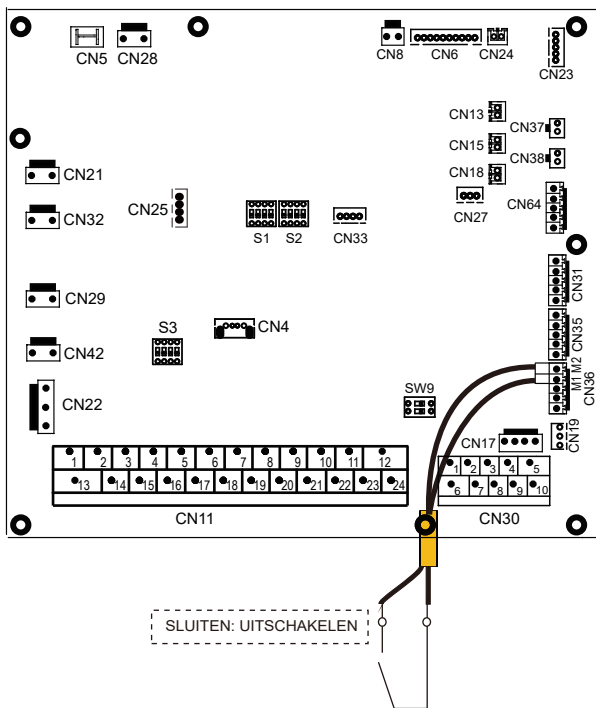 CN5
CN28
CN8
CN6
CN24
CN23
CN13
CN15
CN18
CN37
CN38
CN27
CN64
CN21
CN32
CN25
S1
S2
CN33
CN31
CN35
CN29
CN42
CN22
S3
CN4
M1 M2
CN36
SW9
CN17
CN19
1 2 3 4 5 6 7 8 9 10 11 12
13 14 15 16 17 18 19 20 21 22 23 24
CN11
1 2 3 4 5
6 7 8 9 10
CN30
SLUITEN: UITSCHAKELEN